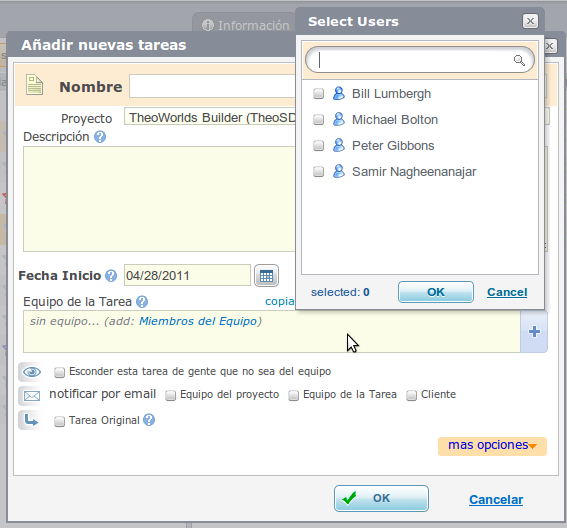 Información
Select Users
Añadir nuevas tareas
Nombre
Bill Lumbergh
Proyecto TheoWorlds Builder (TheoSD
Michael Bolton
Descripción ?
Peter Gibbons
Samir Nagheenanajar
Fecha Inicio ? 04/28/2011
selected: 0 OK Cancel
Equipo de la Tarea ? copia
sin equipo... (add: Miembros del Equipo)
Esconder esta tarea de gente que no sea del equipo
notificar por email Equipo del proyecto Equipo de la Tarea Cliente
Tarea Original ?
mas opciones
OK Cancelar